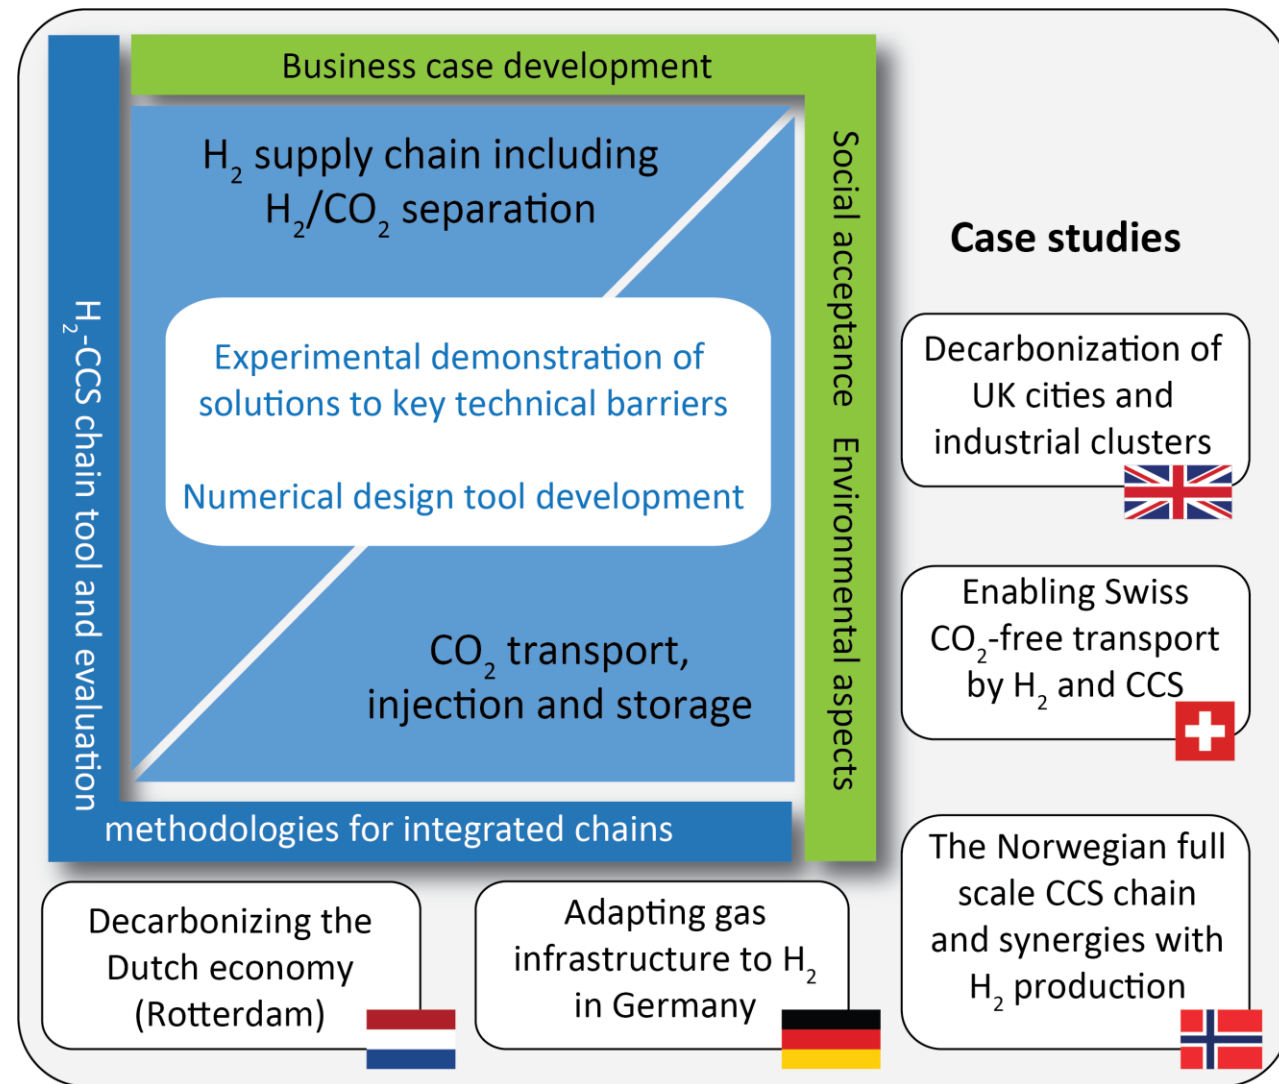 Business case development
H₂ supply chain including
H₂/CO₂ separation
Experimental demonstration of
solutions to key technical barriers
Numerical design tool development
CO₂ transport,
injection and storage
H₂-CCS chain tool and evaluation
methodologies for integrated chains
Social acceptance Environmental aspects
Case studies
Decarbonization of
UK cities and
industrial clusters
Enabling Swiss
CO₂-free transport
by H₂ and CCS
The Norwegian full
scale CCS chain
and synergies with
H₂ production
Decarbonizing the
Dutch economy
(Rotterdam)
Adapting gas
infrastructure to H₂
in Germany